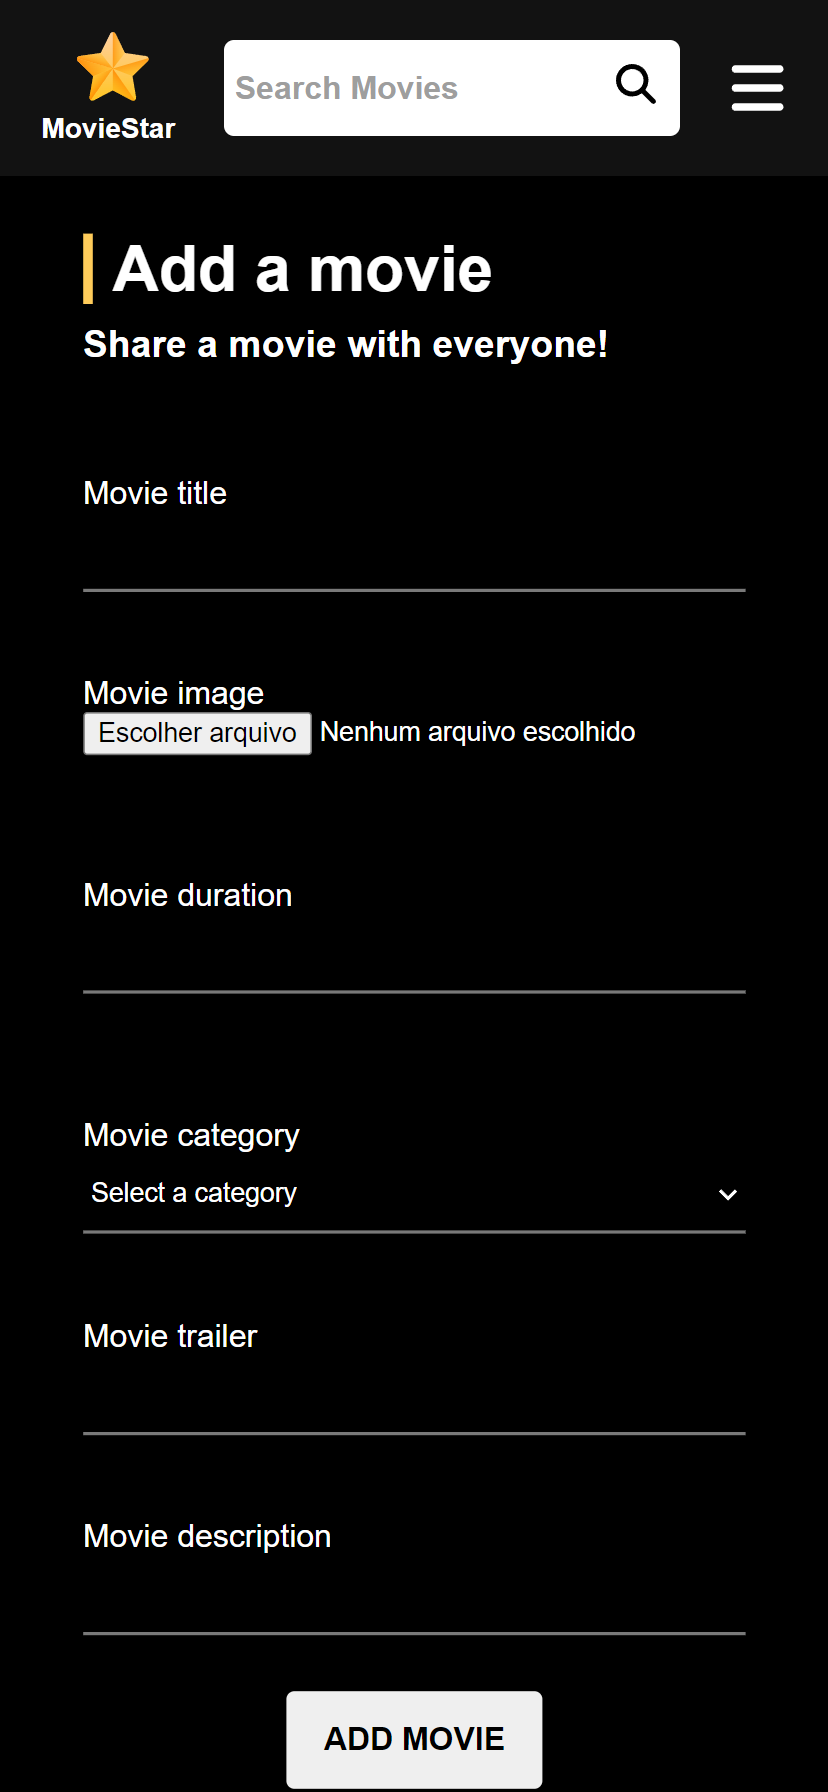 MovieStar
Search Movies
Add a movie
Share a movie with everyone!
Movie title
Movie image
Escolher arquivo Nenhum arquivo escolhido
Movie duration
Movie category
Select a category
Movie trailer
Movie description
ADD MOVIE